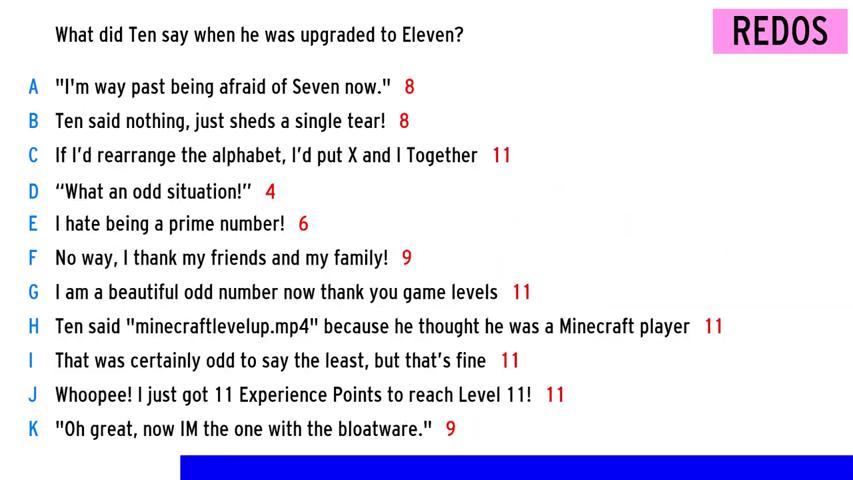 What did Ten say when he was upgraded to Eleven?
REDOS
A "I'm way past being afraid of Seven now." 8
B Ten said nothing, just sheds a single tear! 8
C If I’d rearrange the alphabet, I’d put X and I Together 11
D “What an odd situation!” 4
E I hate being a prime number! 6
F No way, I thank my friends and my family! 9
G I am a beautiful odd number now thank you game levels 11
H Ten said "minecraftlevelup.mp4" because he thought he was a Minecraft player 11
I That was certainly odd to say the least, but that’s fine 11
J Whoopee! I just got 11 Experience Points to reach Level 11! 11
K "Oh great, now IM the one with the bloatware." 9